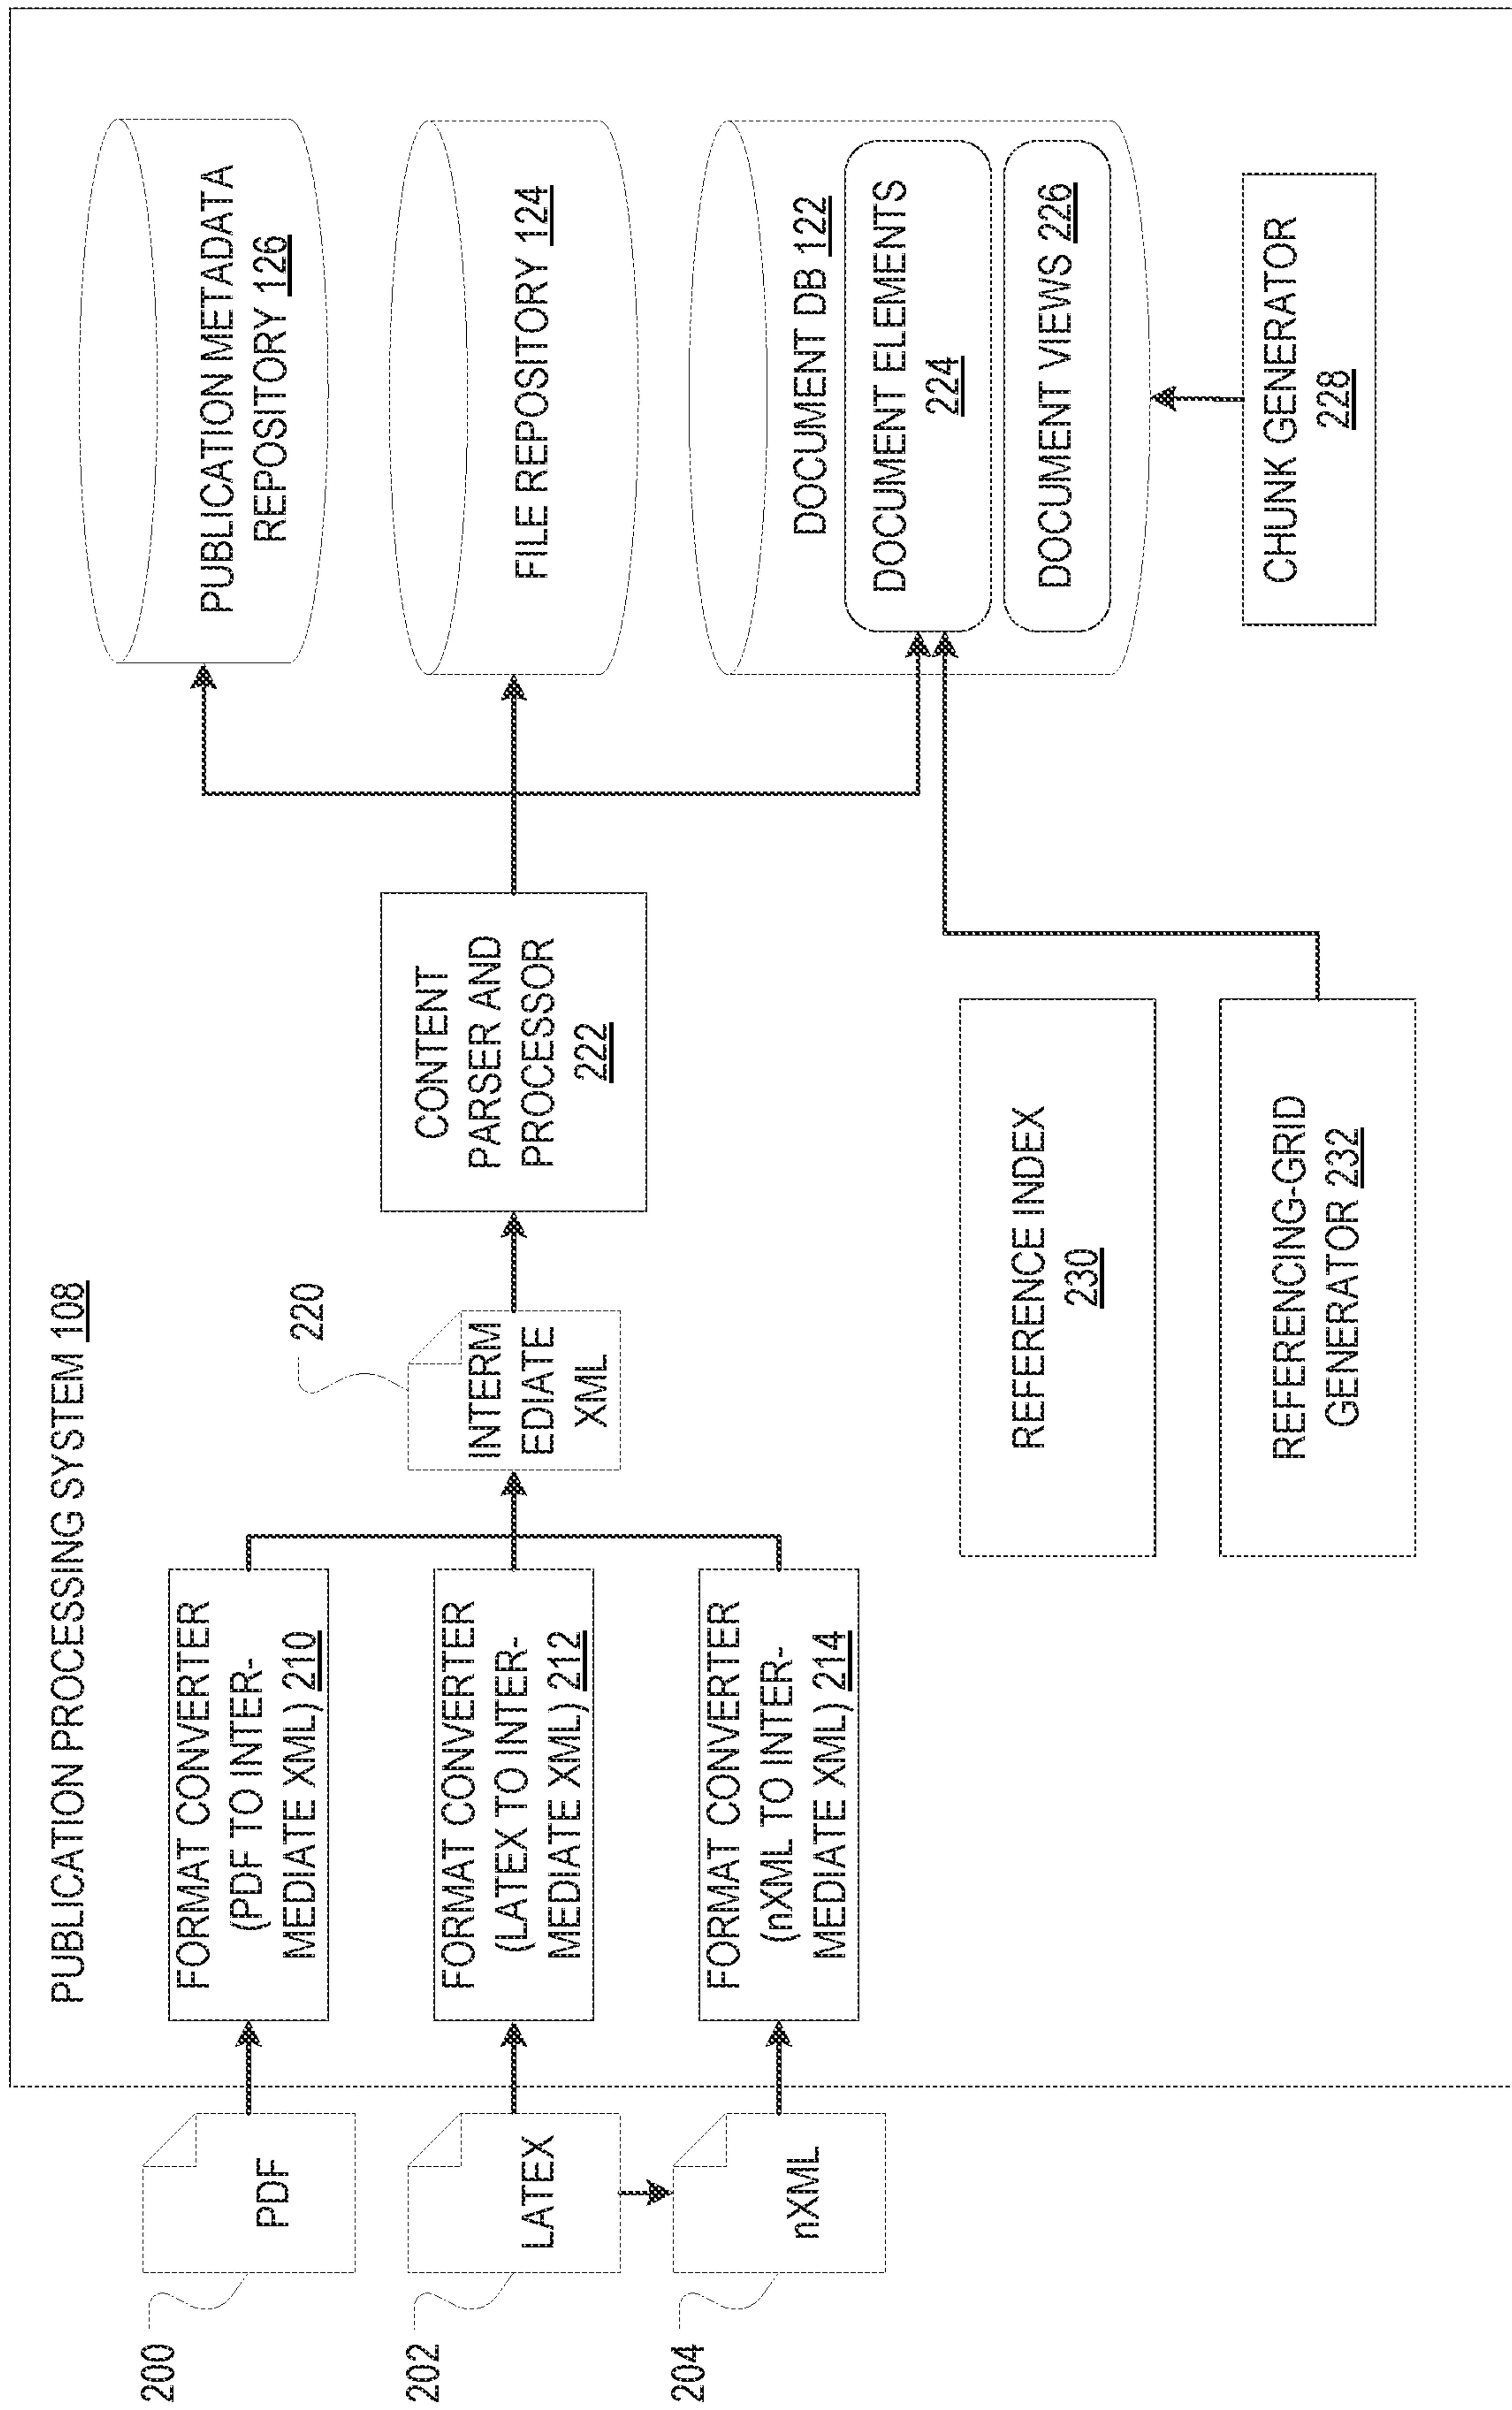 PUBLICATION PROCESSING SYSTEM 108
200
PDF
202
LATEX
204
nXML
FORMAT CONVERTER
(PDF TO INTER-
MEDIATE XML) 210
FORMAT CONVERTER
(LATEX TO INTER-
MEDIATE XML) 212
FORMAT CONVERTER
(nXML TO INTER-
MEDIATE XML) 214
220
INTERM
EDIATE
XML
CONTENT
PARSER AND
PROCESSOR
222
PUBLICATION METADATA
REPOSITORY 126
FILE REPOSITORY 124
DOCUMENT DB 122
DOCUMENT ELEMENTS
224
DOCUMENT VIEWS 226
CHUNK GENERATOR
228
REFERENCE INDEX
230
REFERENCING-GRID
GENERATOR 232